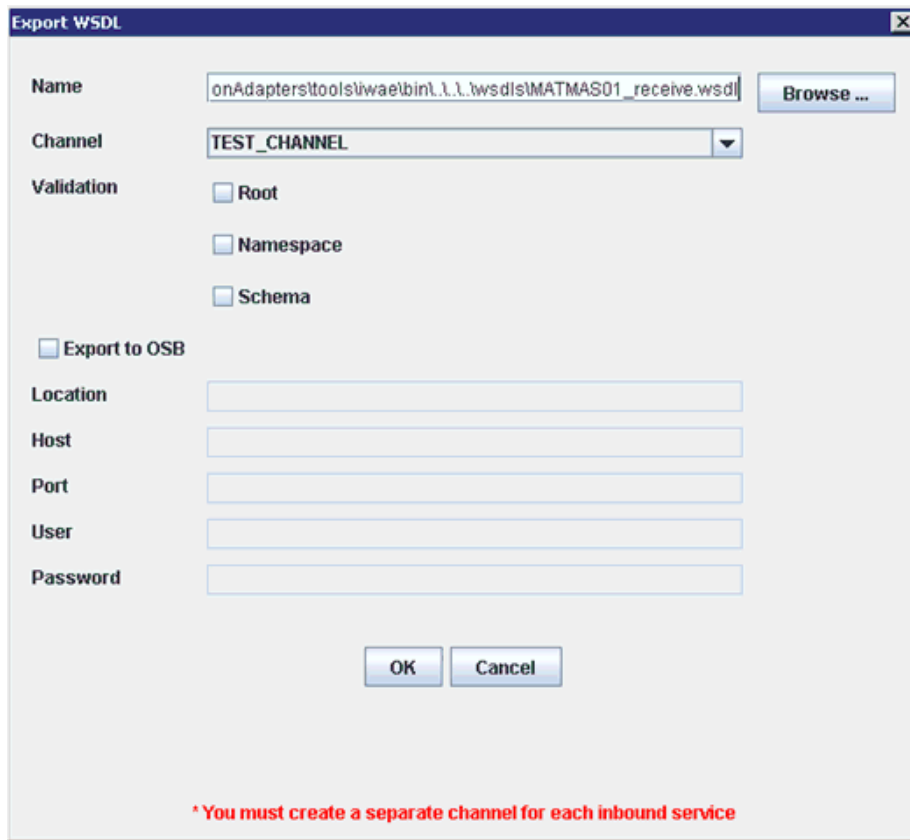 Export WSDL
Name onAdapters\tools\iwae\bin\..\..\..\wsdls\MATMAS01_receive.wsdl Browse ...
Channel TEST_CHANNEL
Validation Root
Namespace
Schema
Export to OSB
Location
Host
Port
User
Password
OK Cancel
* You must create a separate channel for each inbound service